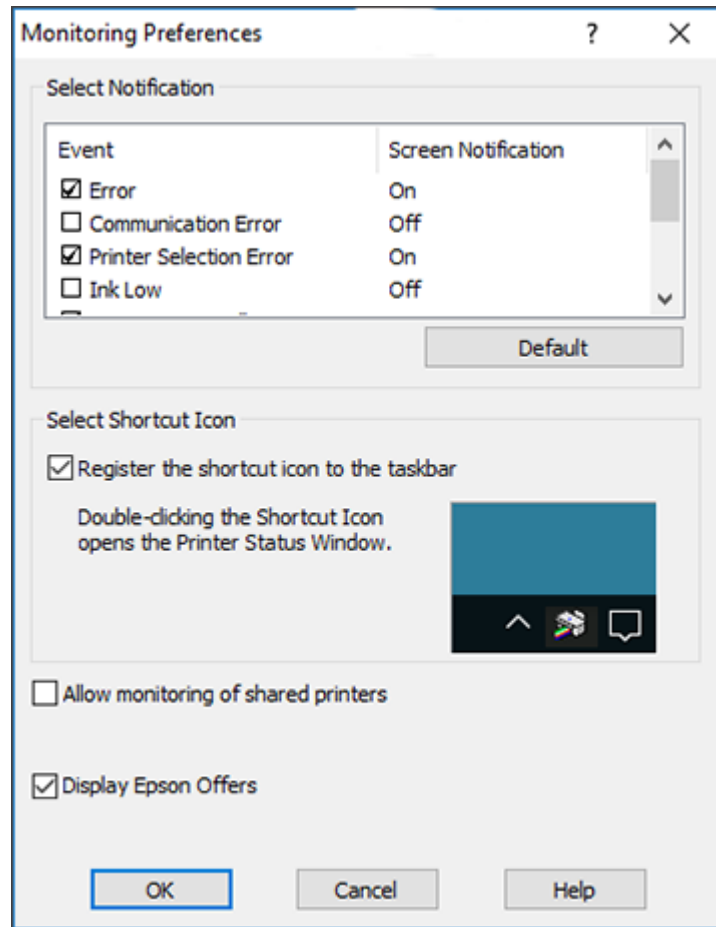 Monitoring Preferences ?
Select Notification
Event Screen Notification
Error On
Communication Error Off
Printer Selection Error On
Ink Low Off
Default
Select Shortcut Icon
Register the shortcut icon to the taskbar
Double-clicking the Shortcut Icon
opens the Printer Status Window.
Allow monitoring of shared printers
Display Epson Offers
OK Cancel Help